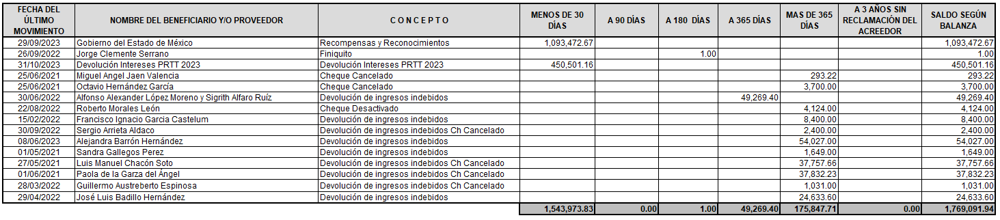 FECHA DEL ÚLTIMO MOVIMIENTO NOMBRE DEL BENEFICIARIO Y/O PROVEEDOR C O N C E P T O MENOS DE 30 DÍAS A 90 DÍAS A 180 DÍAS A 365 DÍAS MAS DE 365 DÍAS A 3 AÑOS SIN RECLAMACIÓN DEL ACREEDOR SALDO SEGÚN BALANZA
29/09/2023 Gobierno del Estado de México Recompensas y Reconocimientos 1,093,472.67 1,093,472.67
26/09/2022 Jorge Clemente Serrano Finiquito 1.00 1.00
31/10/2023 Devolución Intereses PRTT 2023 Devolución Intereses PRTT 2023 450,501.16 450,501.16
25/06/2021 Miguel Angel Jaen Valencia Cheque Cancelado 293.22 293.22
25/06/2021 Octavio Hernández García Cheque Cancelado 3,700.00 3,700.00
30/06/2022 Alfonso Alexander López Moreno y Sigrith Alfaro Ruíz Devolución de ingresos indebidos 49,269.40 49,269.40
22/08/2022 Roberto Morales León Cheque Desactivado 4,124.00 4,124.00
15/02/2022 Francisco Ignacio Garcia Castelum Devolución de ingresos indebidos 8,400.00 8,400.00
30/09/2022 Sergio Arrieta Aldaco Devolución de ingresos indebidos Ch Cancelado 2,400.00 2,400.00
08/06/2023 Alejandra Barrón Hernández Devolución de ingresos indebidos 54,027.00 54,027.00
01/05/2021 Sandra Gallegos Perez Devolución de ingresos indebidos 1,649.00 1,649.00
27/05/2021 Luis Manuel Chacón Soto Devolución de ingresos indebidos Ch Cancelado 37,757.66 37,757.66
01/06/2021 Paola de la Garza del Ángel Devolución de ingresos indebidos Ch Cancelado 37,832.23 37,832.23
28/03/2022 Guillermo Austreberto Espinosa Devolución de ingresos indebidos Ch Cancelado 1,031.00 1,031.00
29/04/2022 José Luis Badillo Hernández Devolución de ingresos indebidos 24,633.60 24,633.60
1,543,973.83 0.00 1.00 49,269.40 175,847.71 0.00 1,769,091.94